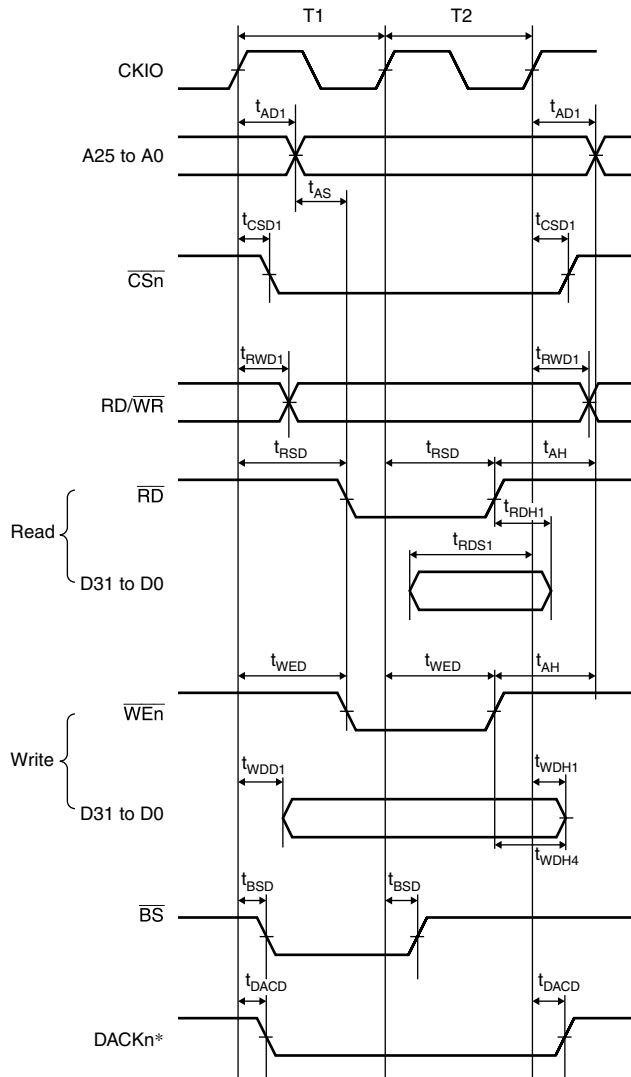 T1 T2
CKIO
tAD1 tAD1
A25 to A0
tAS
tCSD1 tCSD1
CSn
tRWD1 tRWD1
RD/WR
tRSD tRSD tAH
RD
tRDH1
Read
tRDS1
D31 to D0
tWED tWED tAH
WEn
Write
tWDD1 tWDH1
D31 to D0
tWDH4
tBSD tBSD
BS
tDACD tDACD
DACKn*